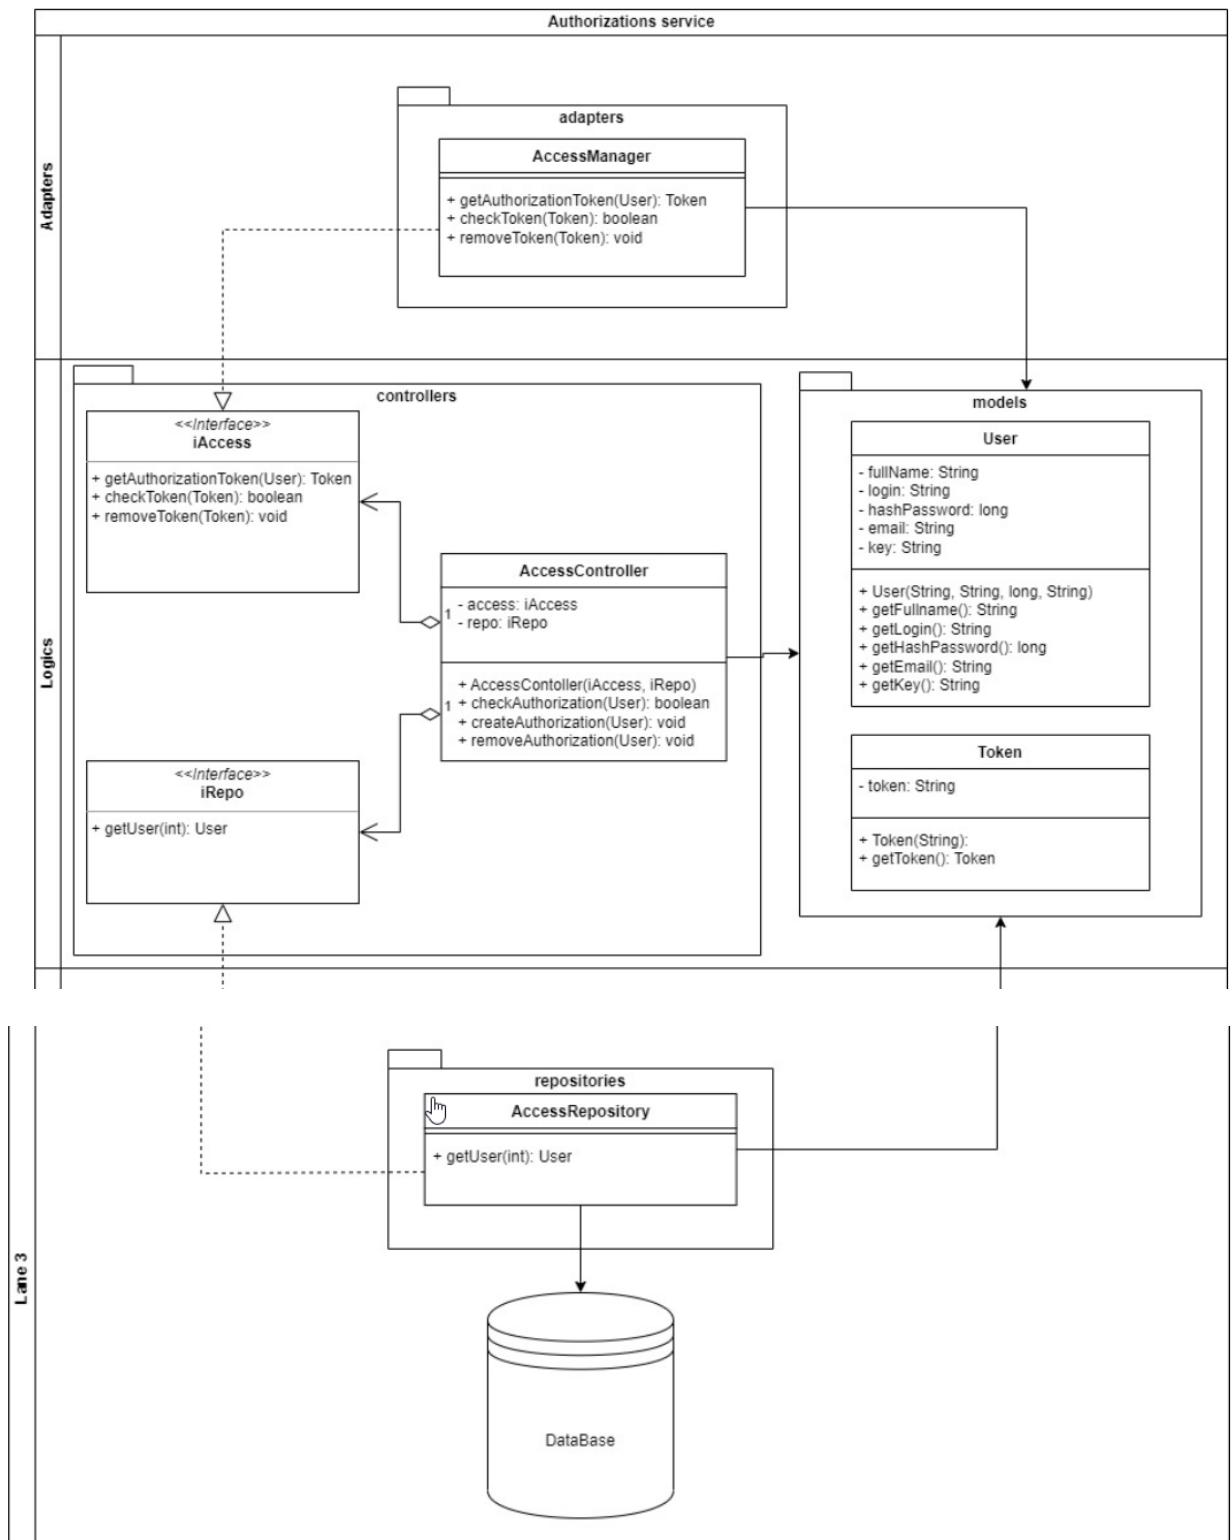 Authorizations service
Adapters
adapters
AccessManager
+ getAuthorizationToken(User): Token
+ checkToken(Token): boolean
+ removeToken(Token): void
Logics
controllers
<<Interface>>
iAccess
+ getAuthorizationToken(User): Token
+ checkToken(Token): boolean
+ removeToken(Token): void
AccessController
1
- access: iAccess
- repo: iRepo
1
+ AccessContoller(iAccess, iRepo)
+ checkAuthorization(User): boolean
+ createAuthorization(User): void
+ removeAuthorization(User): void
<<Interface>>
iRepo
+ getUser(int): User
models
User
- fullName: String
- login: String
- hashPassword: long
- email: String
- key: String
+ User(String, String, long, String)
+ getFullname(): String
+ getLogin(): String
+ getHashPassword(): long
+ getEmail(): String
+ getKey(): String
Token
- token: String
+ Token(String):
+ getToken(): Token
Lane 3
repositories
AccessRepository
+ getUser(int): User
DataBase